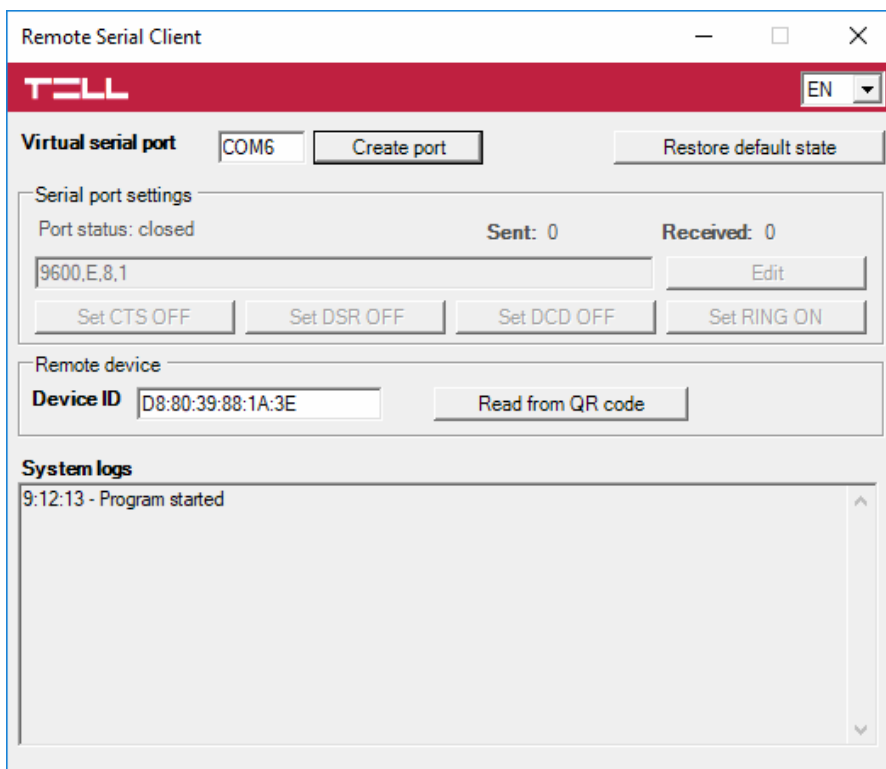 Remote Serial Client
TELL
EN
Virtual serial port COM6 Create port Restore default state
Serial port settings
Port status: closed Sent: 0 Received: 0
9600,E,8,1 Edit
Set CTS OFF Set DSR OFF Set DCD OFF Set RING ON
Remote device
Device ID D8:80:39:88:1A:3E Read from QR code
System logs
9:12:13 - Program started